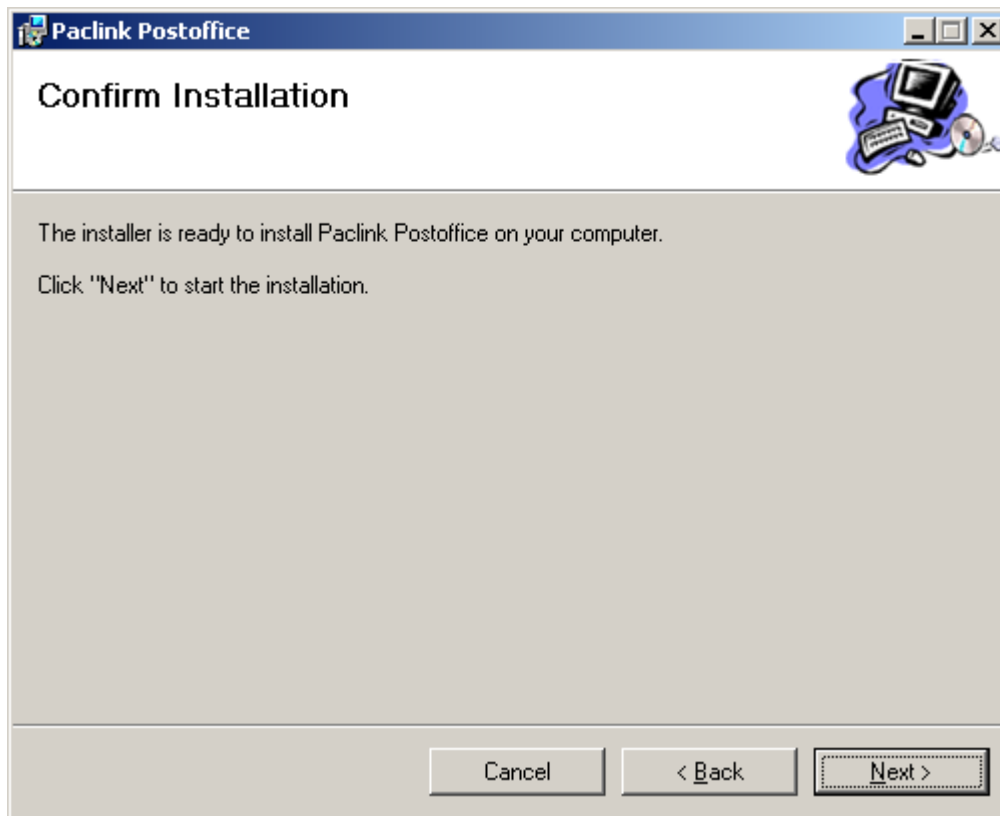 Paclink Postoffice
Confirm Installation
The installer is ready to install Paclink Postoffice on your computer.
Click "Next" to start the installation.
Cancel
< Back
Next >